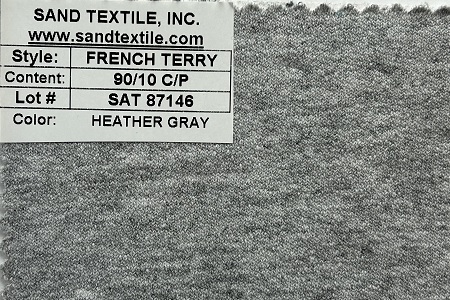 SAND TEXTILE, INC.
www.sandtextile.com
Style: FRENCH TERRY
Content: 90/10 C/P
Lot # SAT 87146
Color: HEATHER GRAY